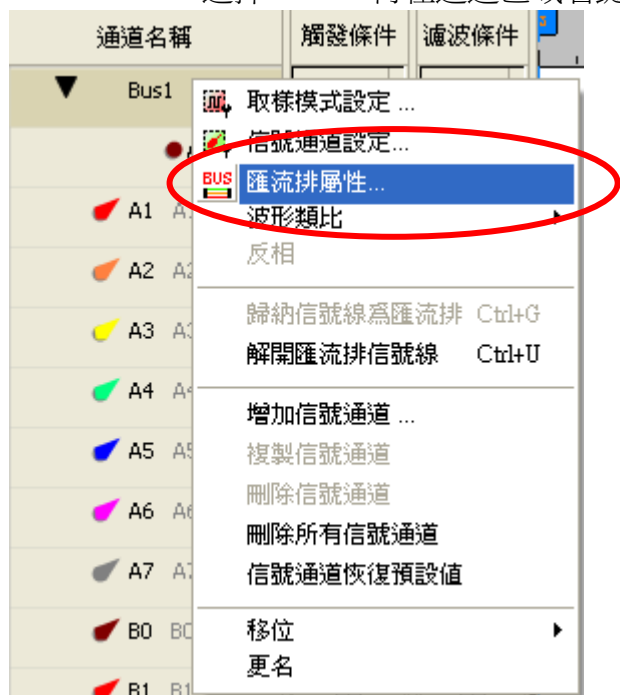 通道名稱 觸發條件 濾波條件
Bus1
取樣模式設定 ...
信號通道設定...
BUS 匯流排屬性...
A1
波形類比
反相
A2
歸納信號線為匯流排 Ctrl+G
A3
解開匯流排信號線 Ctrl+U
A4
增加信號通道 ...
A5
複製信號通道
刪除信號通道
A6
刪除所有信號通道
A7
信號通道恢復預設值
B0 B0
移位
更名
B1 B1